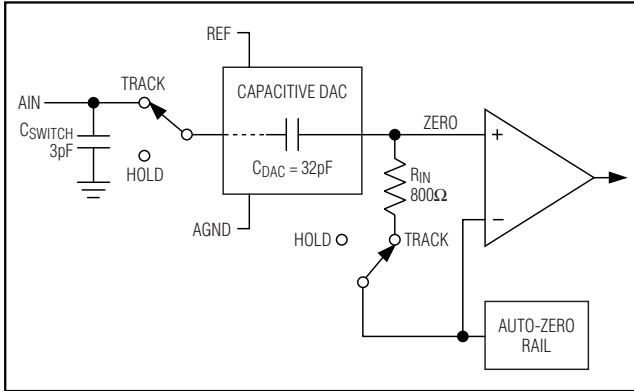 REF
TRACK
CAPACITIVE DAC
AIN
ZERO
+
CSWITCH
3pF
HOLD
CDAC = 32pF
RIN
800Ω
−
AGND
HOLD
TRACK
AUTO-ZERO
RAIL